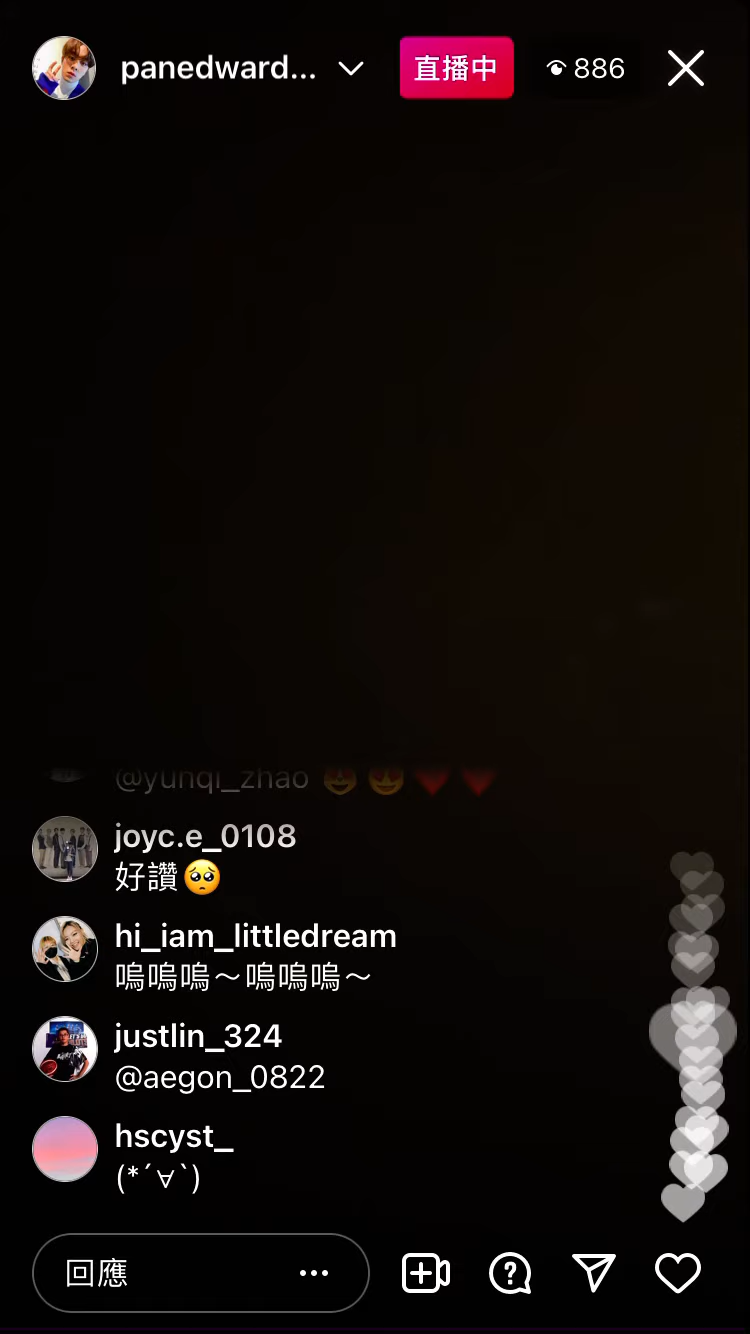 panedward...
直播中
886
@yunqi_zhao 😍 😍 ❤️ ❤️
joyc.e_0108
好讚🥺
hi_iam_littledream
嗚嗚嗚～嗚嗚嗚～
justlin_324
@aegon_0822
hscyst_
(*´∀`)
回應